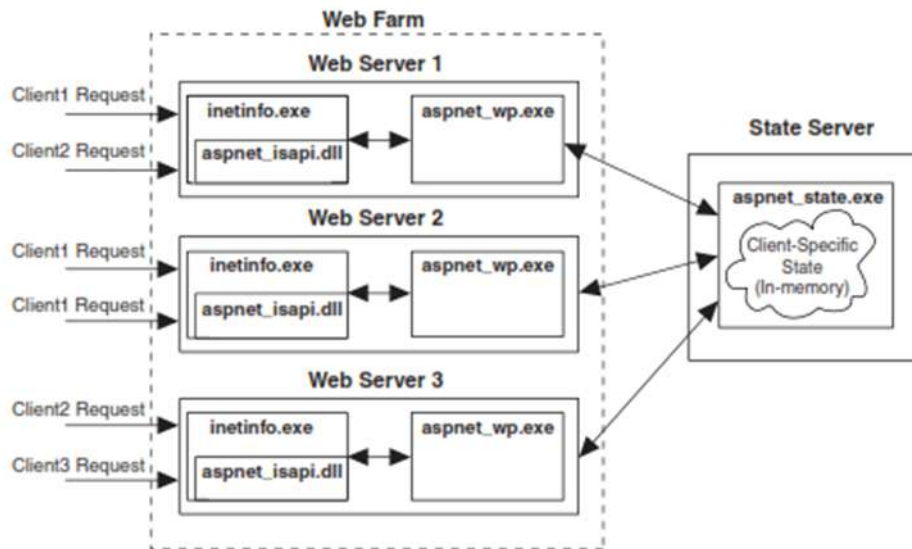 Web Farm
Web Server 1
Client1 Request
Client2 Request
inetinfo.exe
aspnet_isapi.dll
aspnet_wp.exe
Web Server 2
Client1 Request
Client1 Request
inetinfo.exe
aspnet_isapi.dll
aspnet_wp.exe
Web Server 3
Client2 Request
Client3 Request
inetinfo.exe
aspnet_isapi.dll
aspnet_wp.exe
State Server
aspnet_state.exe
Client-Specific
State
(In-memory)